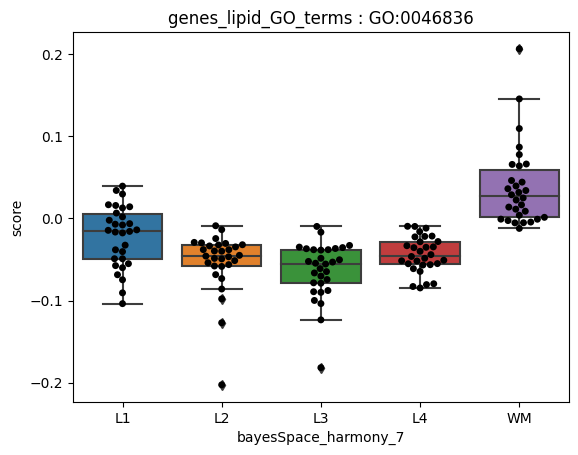 genes_lipid_GO_terms : GO:0046836
0.2
0.1
0.0
−0.1
−0.2
score
L1 L2 L3 L4 WM
bayesSpace_harmony_7